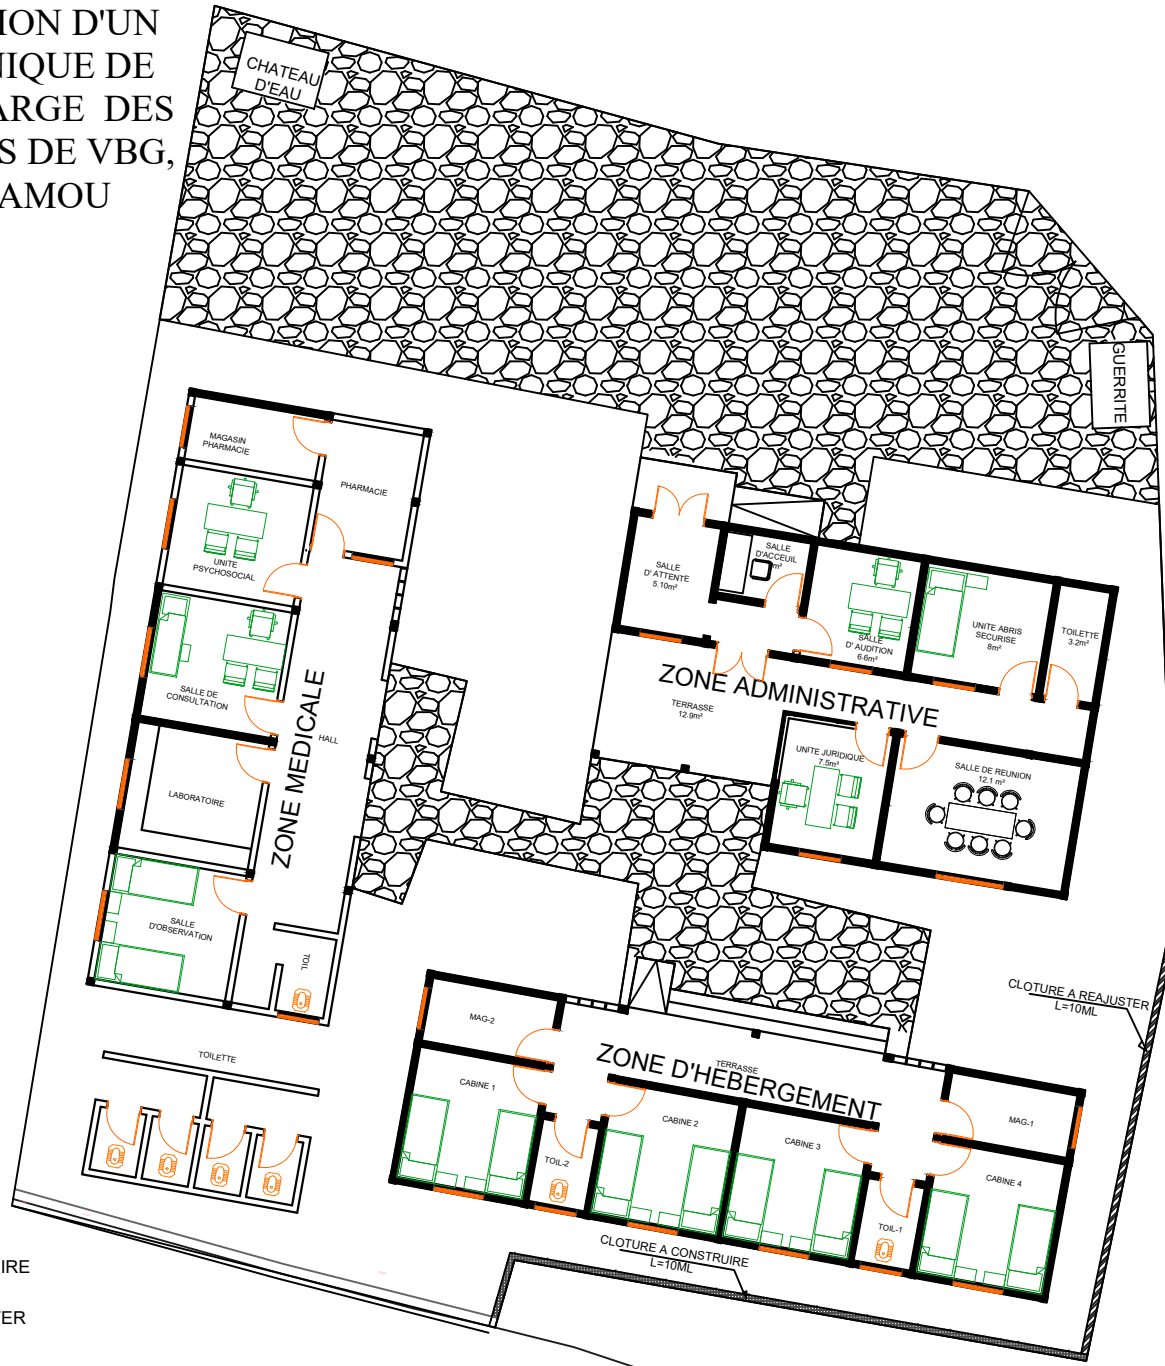 ION D'UN
NIQUE DE
ARGE DES
S DE VBG,
AMOU
CHATEAU
D'EAU
GUERRITE
MAGASIN
PHARMACIE
PHARMACIE
UNITE
PSYCHOSOCIAL
SALLE DE
CONSULTATION
HALL
ZONE MEDICALE
LABORATOIRE
SALLE
D'OBSERVATION
TOIL
TOILETTE
SALLE
D' ATTENTE
5.10m²
SALLE
D'ACCEUIL
m²
SALLE
D' AUDITION
6.6m²
UNITE ABRIS
SECURISE
8m²
TOILETTE
3.2m²
ZONE ADMINISTRATIVE
TERRASSE
12.9m²
UNITE JURIDIQUE
7.5m²
SALLE DE REUNION
12.1 m²
CLOTURE A REAJUSTER
L=10ML
MAG-2
ZONE D'HEBERGEMENT
TERRASSE
MAG-1
CABINE 1
CABINE 2
CABINE 3
CABINE 4
TOIL-2
TOIL-1
CLOTURE A CONSTRUIRE
L=10ML
IRE
ER